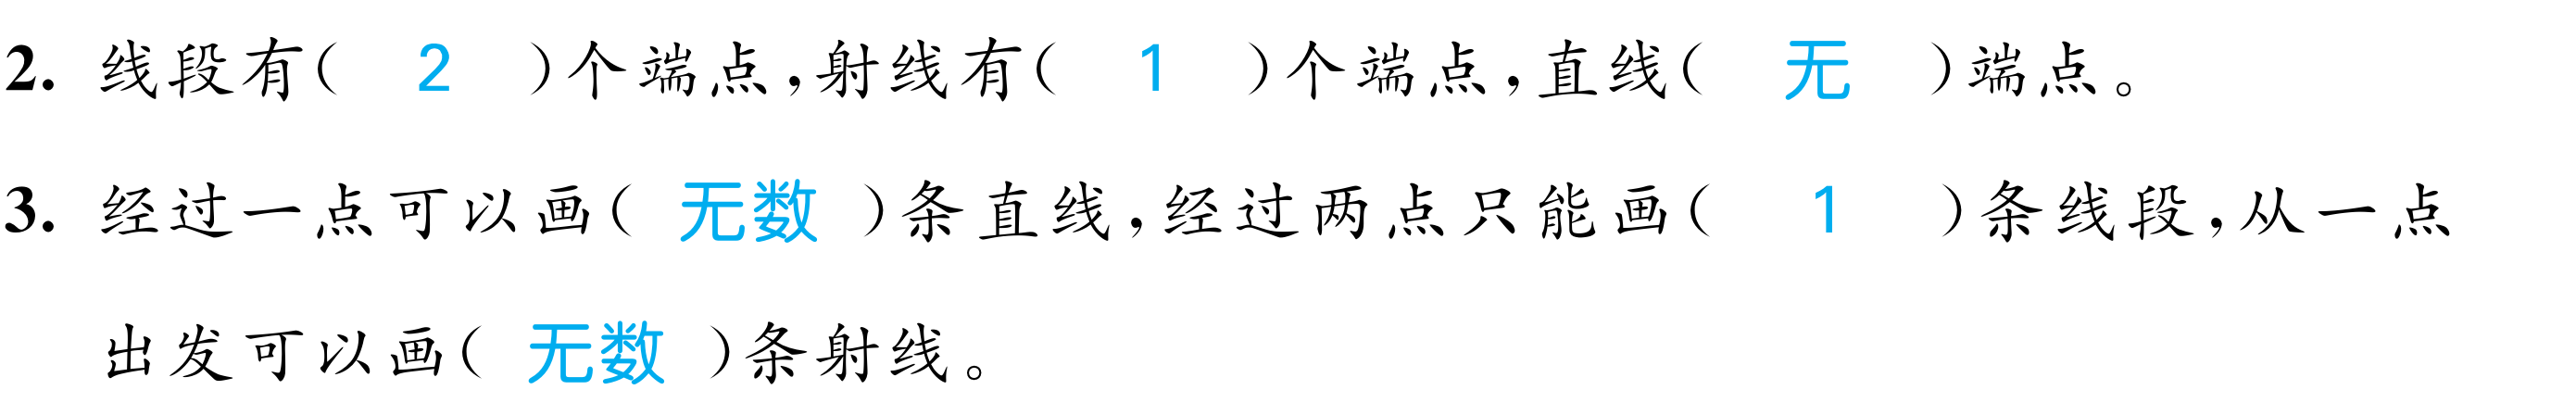 2. 线段有( 2 )个端点,射线有( 1 )个端点,直线( 无 )端点。
3. 经过一点可以画( 无数 )条直线,经过两点只能画( 1 )条线段,从一点
出发可以画( 无数 )条射线。